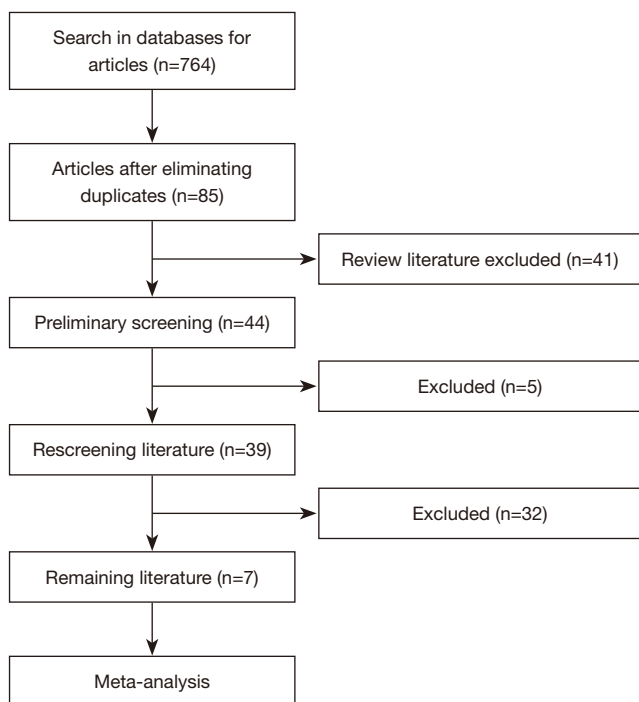 Search in databases for
articles (n=764)
Articles after eliminating
duplicates (n=85)
Review literature excluded (n=41)
Preliminary screening (n=44)
Excluded (n=5)
Rescreening literature (n=39)
Excluded (n=32)
Remaining literature (n=7)
Meta-analysis